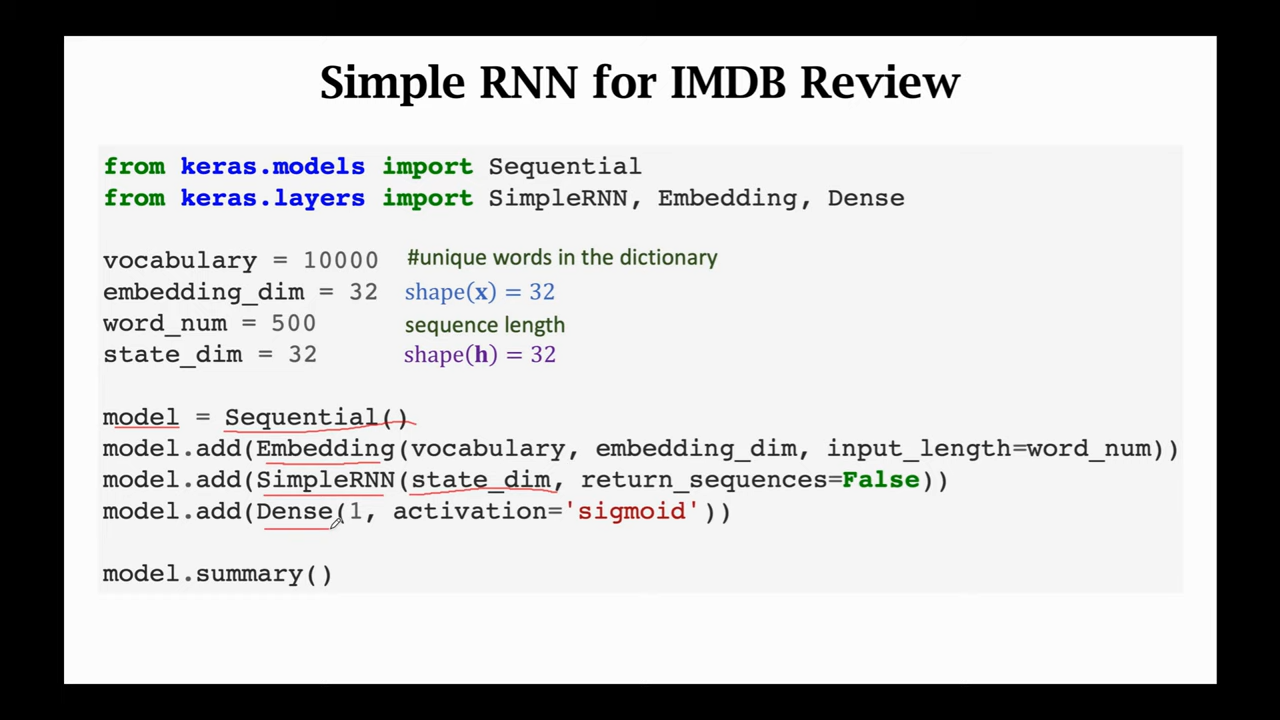 Simple RNN for IMDB Review
from keras.models import Sequential
from keras.layers import SimpleRNN, Embedding, Dense
vocabulary = 10000 #unique words in the dictionary
embedding_dim = 32 shape(x) = 32
word_num = 500 sequence length
state_dim = 32 shape(h) = 32
model = Sequential()
model.add(Embedding(vocabulary, embedding_dim, input_length=word_num))
model.add(SimpleRNN(state_dim, return_sequences=False))
model.add(Dense(1, activation='sigmoid'))
model.summary()